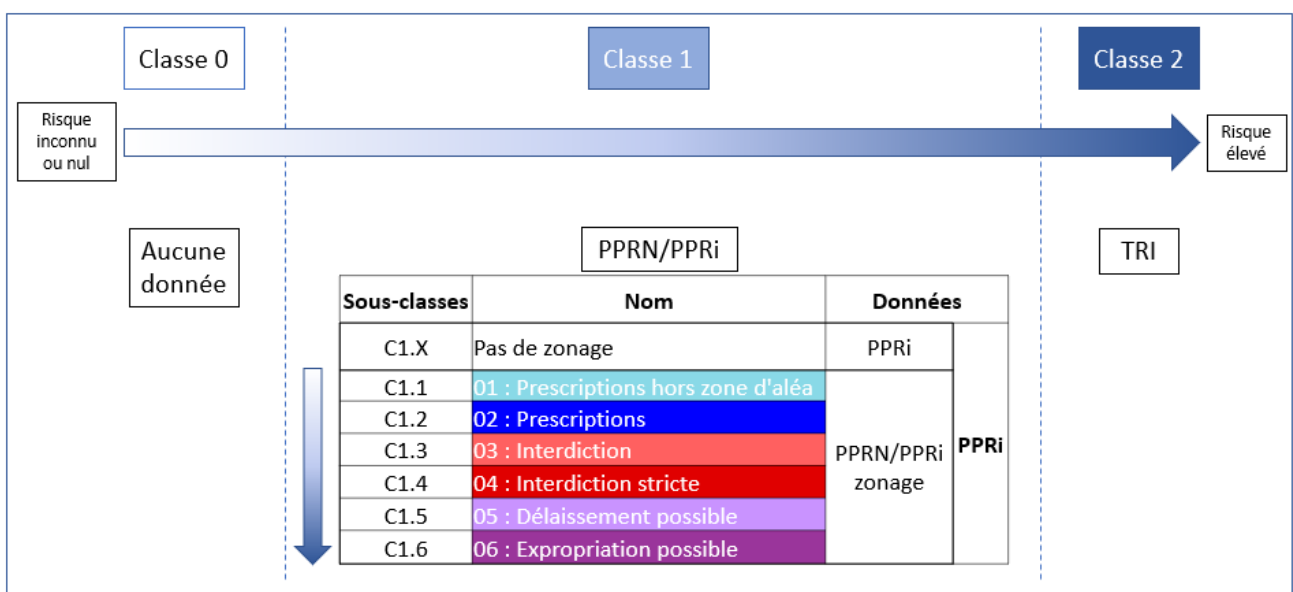 Classe 0
Classe 1
Classe 2
Risque
inconnu
ou nul
Risque
élevé
Aucune
donnée
PPRN/PPRi
TRI
Sous-classes Nom Données
C1.X Pas de zonage PPRi
C1.1 01 : Prescriptions hors zone d'aléa
C1.2 02 : Prescriptions
C1.3 03 : Interdiction
C1.4 04 : Interdiction stricte
C1.5 05 : Délaissement possible
C1.6 06 : Expropriation possible
PPRN/PPRi
zonage
PPRi